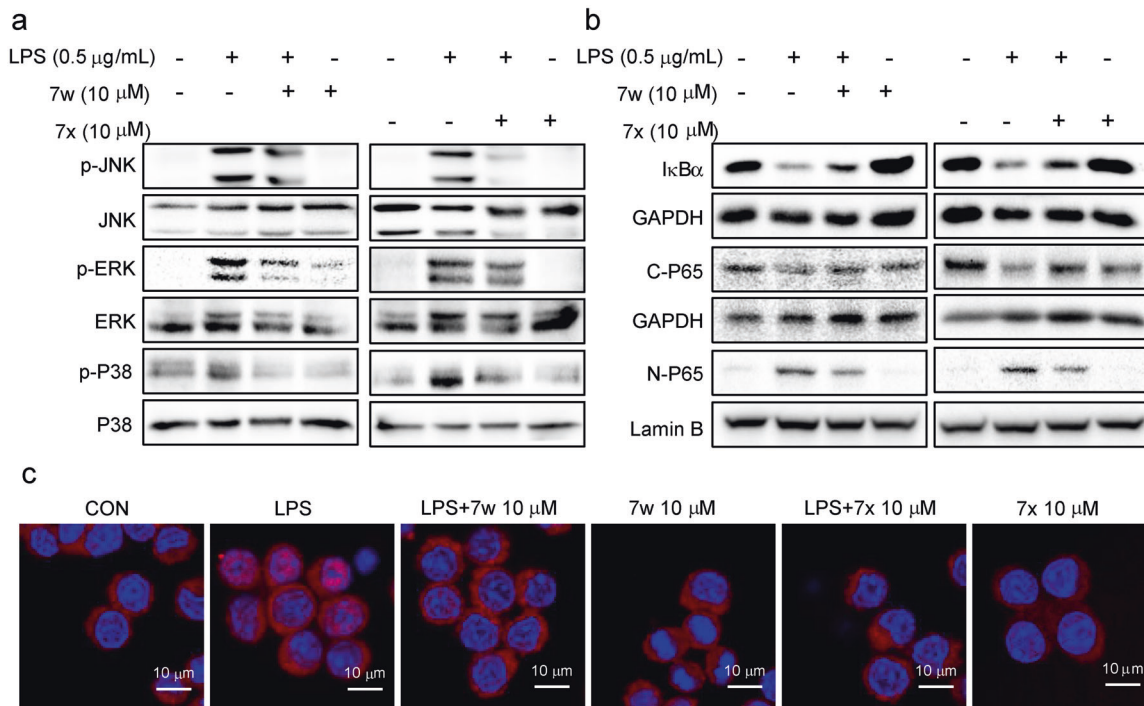 a
LPS (0.5 μg/mL) - + + - - + + -
7w (10 μM) - - + +
7x (10 μM) - - + +
p-JNK
JNK
p-ERK
ERK
p-P38
P38
b
LPS (0.5 μg/mL) - + + - - + + -
7w (10 μM) - - + +
7x (10 μM) - - + +
IκBα
GAPDH
C-P65
GAPDH
N-P65
Lamin B
c
CON LPS LPS+7w 10 μM 7w 10 μM LPS+7x 10 μM 7x 10 μM
10 μm 10 μm 10 μm 10 μm 10 μm 10 μm